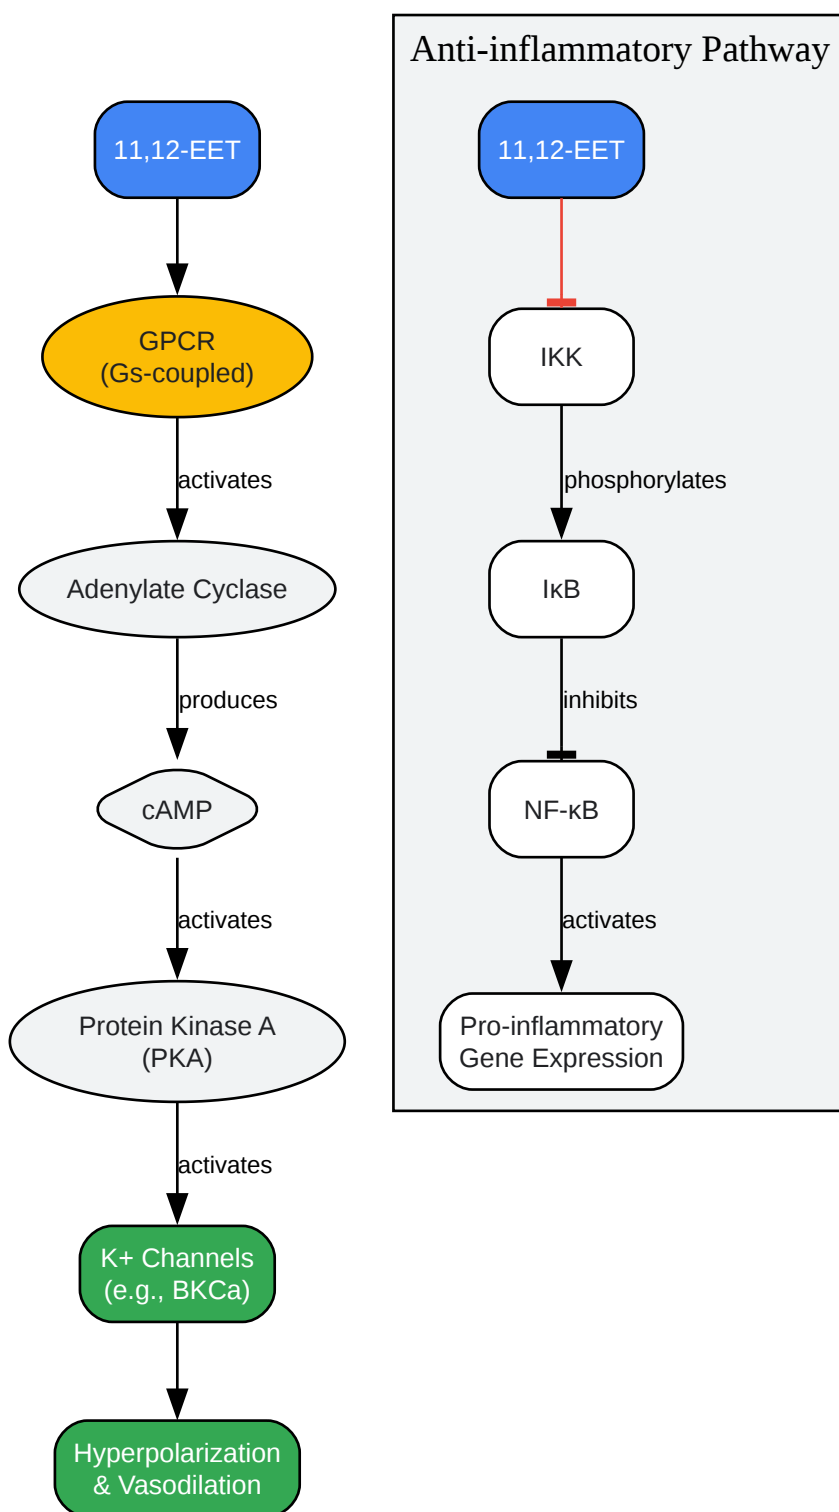 Anti-inflammatory Pathway
11,12-EET
GPCR
(Gs-coupled)
activates
Adenylate Cyclase
produces
cAMP
activates
Protein Kinase A
(PKA)
activates
K+ Channels
(e.g., BKCa)
Hyperpolarization
& Vasodilation
11,12-EET
IKK
phosphorylates
IκB
inhibits
NF-κB
activates
Pro-inflammatory
Gene Expression